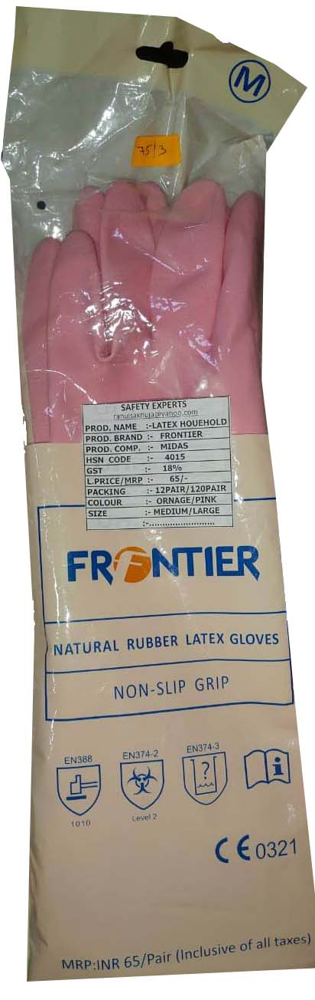 M
75/3
SAFETY EXPERTS
rahulsakhuja@yahoo.com
PROD. NAME :-LATEX HOUEHOLD
PROD. BRAND :- FRONTIER
PROD. COMP. :- MIDAS
HSN CODE :- 4015
GST :- 18%
L.PRICE/MRP :- 65/-
PACKING :- 12PAIR/120PAIR
COLOUR :- ORNAGE/PINK
SIZE :- MEDIUM/LARGE
:-........................
FRONTIER
NATURAL RUBBER LATEX GLOVES
NON-SLIP GRIP
EN388 EN374-2 EN374-3
? i
1010 Level 2
CE 0321
MRP:INR 65/Pair (Inclusive of all taxes)